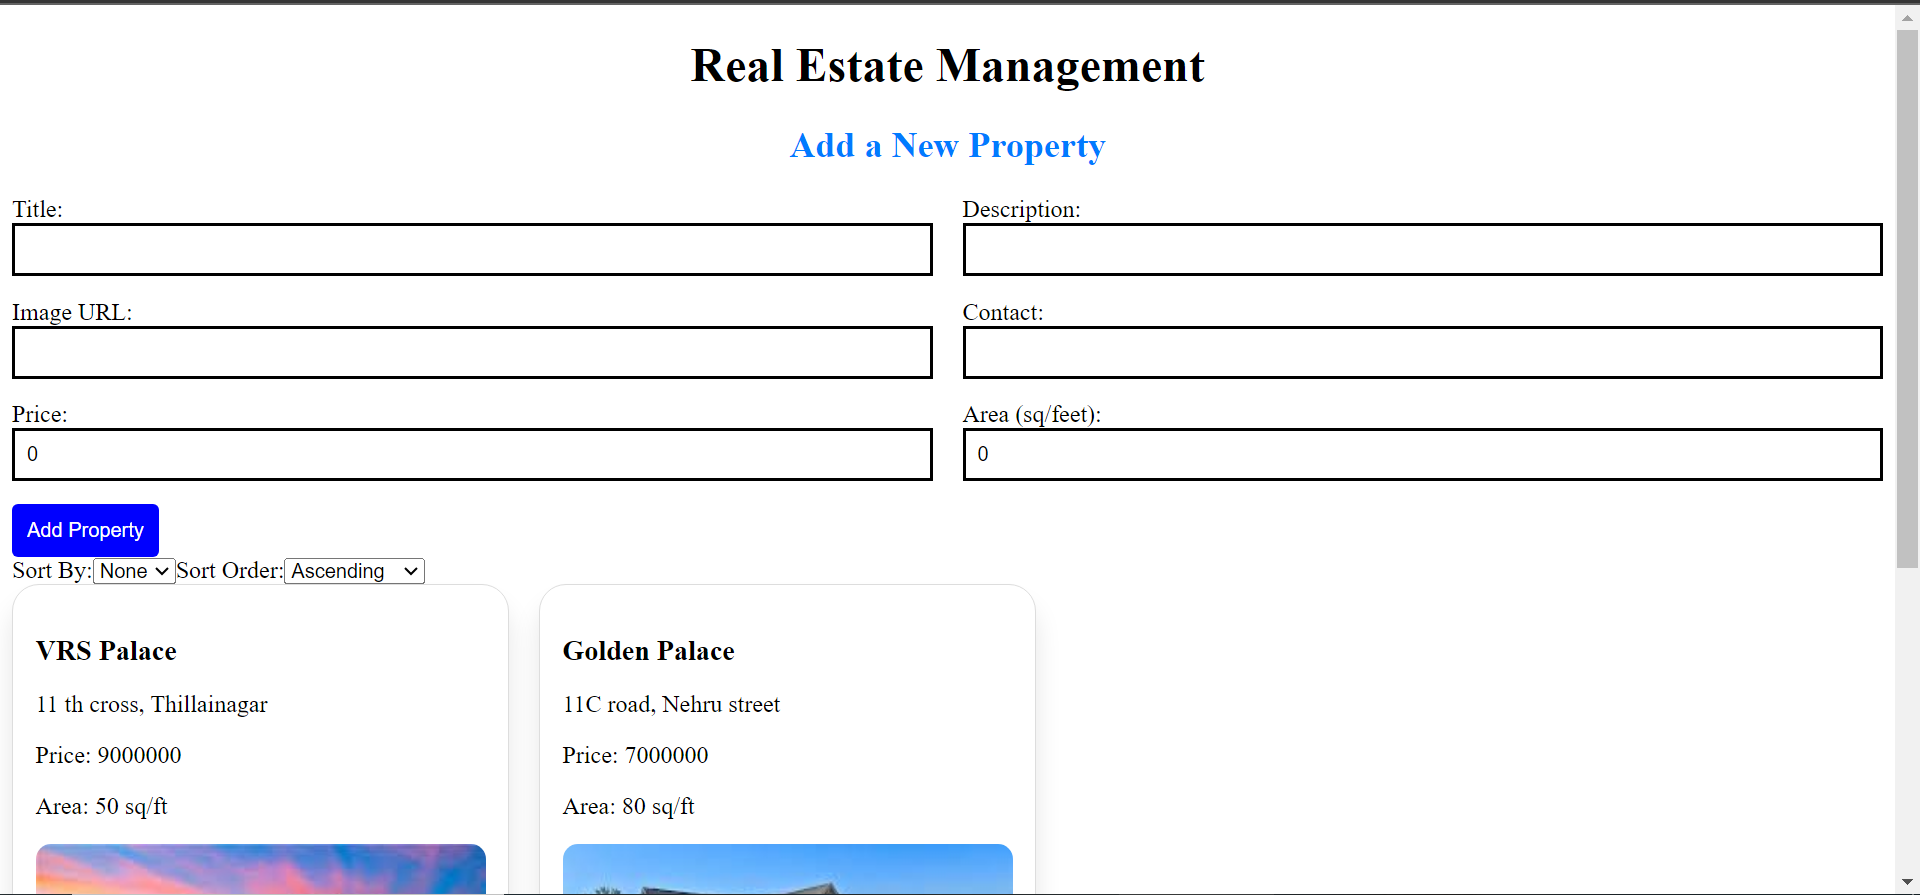 Real Estate Management
Add a New Property
Title:
Description:
Image URL:
Contact:
Price:
Area (sq/feet):
0
0
Add Property
Sort By: None Sort Order: Ascending
VRS Palace
11 th cross, Thillainagar
Price: 9000000
Area: 50 sq/ft
Golden Palace
11C road, Nehru street
Price: 7000000
Area: 80 sq/ft